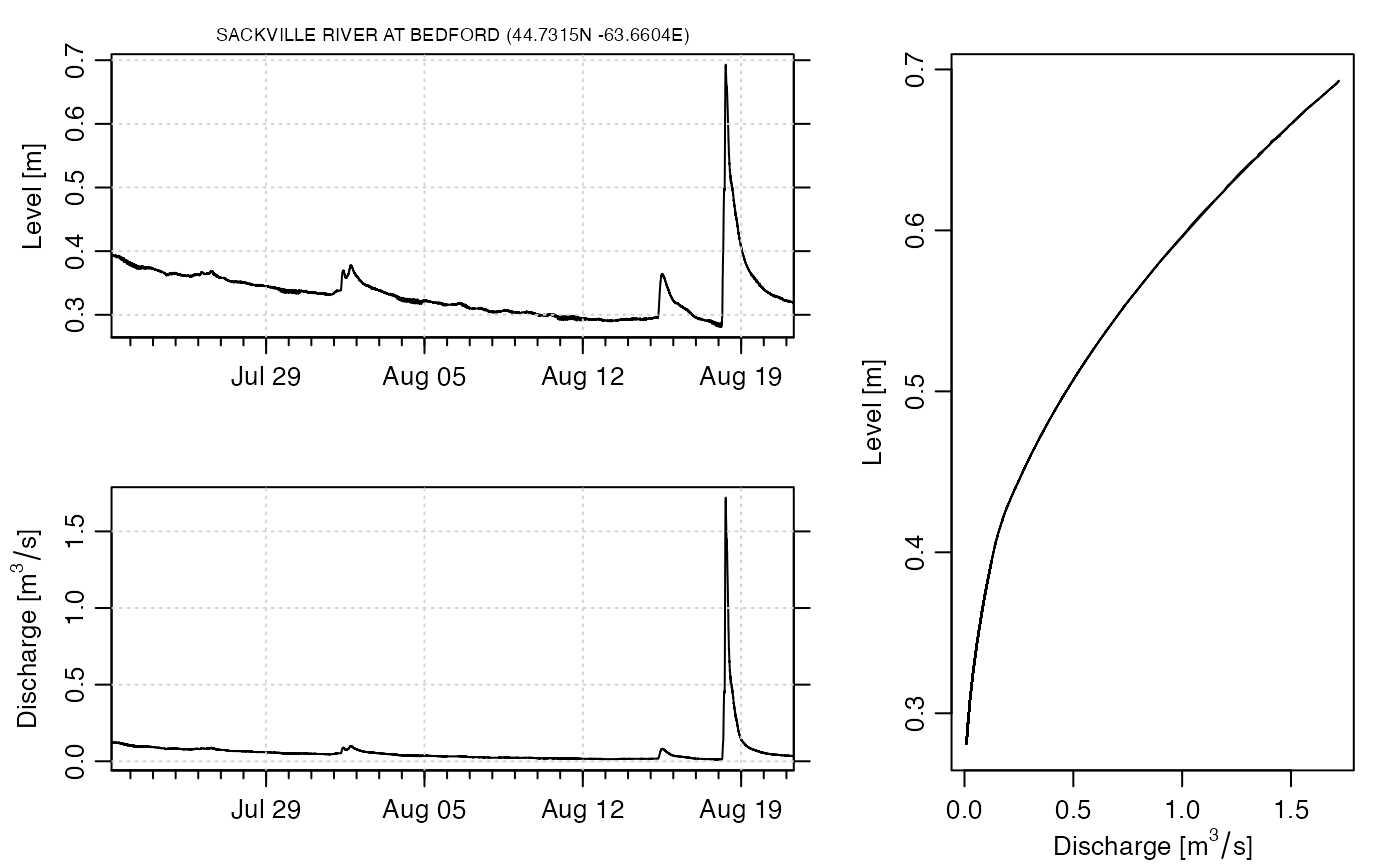 SACKVILLE RIVER AT BEDFORD (44.7315N -63.6604E)
Level [m]
0.7
0.6
0.5
0.4
0.3
Jul 29 Aug 05 Aug 12 Aug 19
Discharge [m³/s]
1.5
1.0
0.5
0.0
Jul 29 Aug 05 Aug 12 Aug 19
Level [m]
0.7
0.6
0.5
0.4
0.3
0.0 0.5 1.0 1.5
Discharge [m³/s]